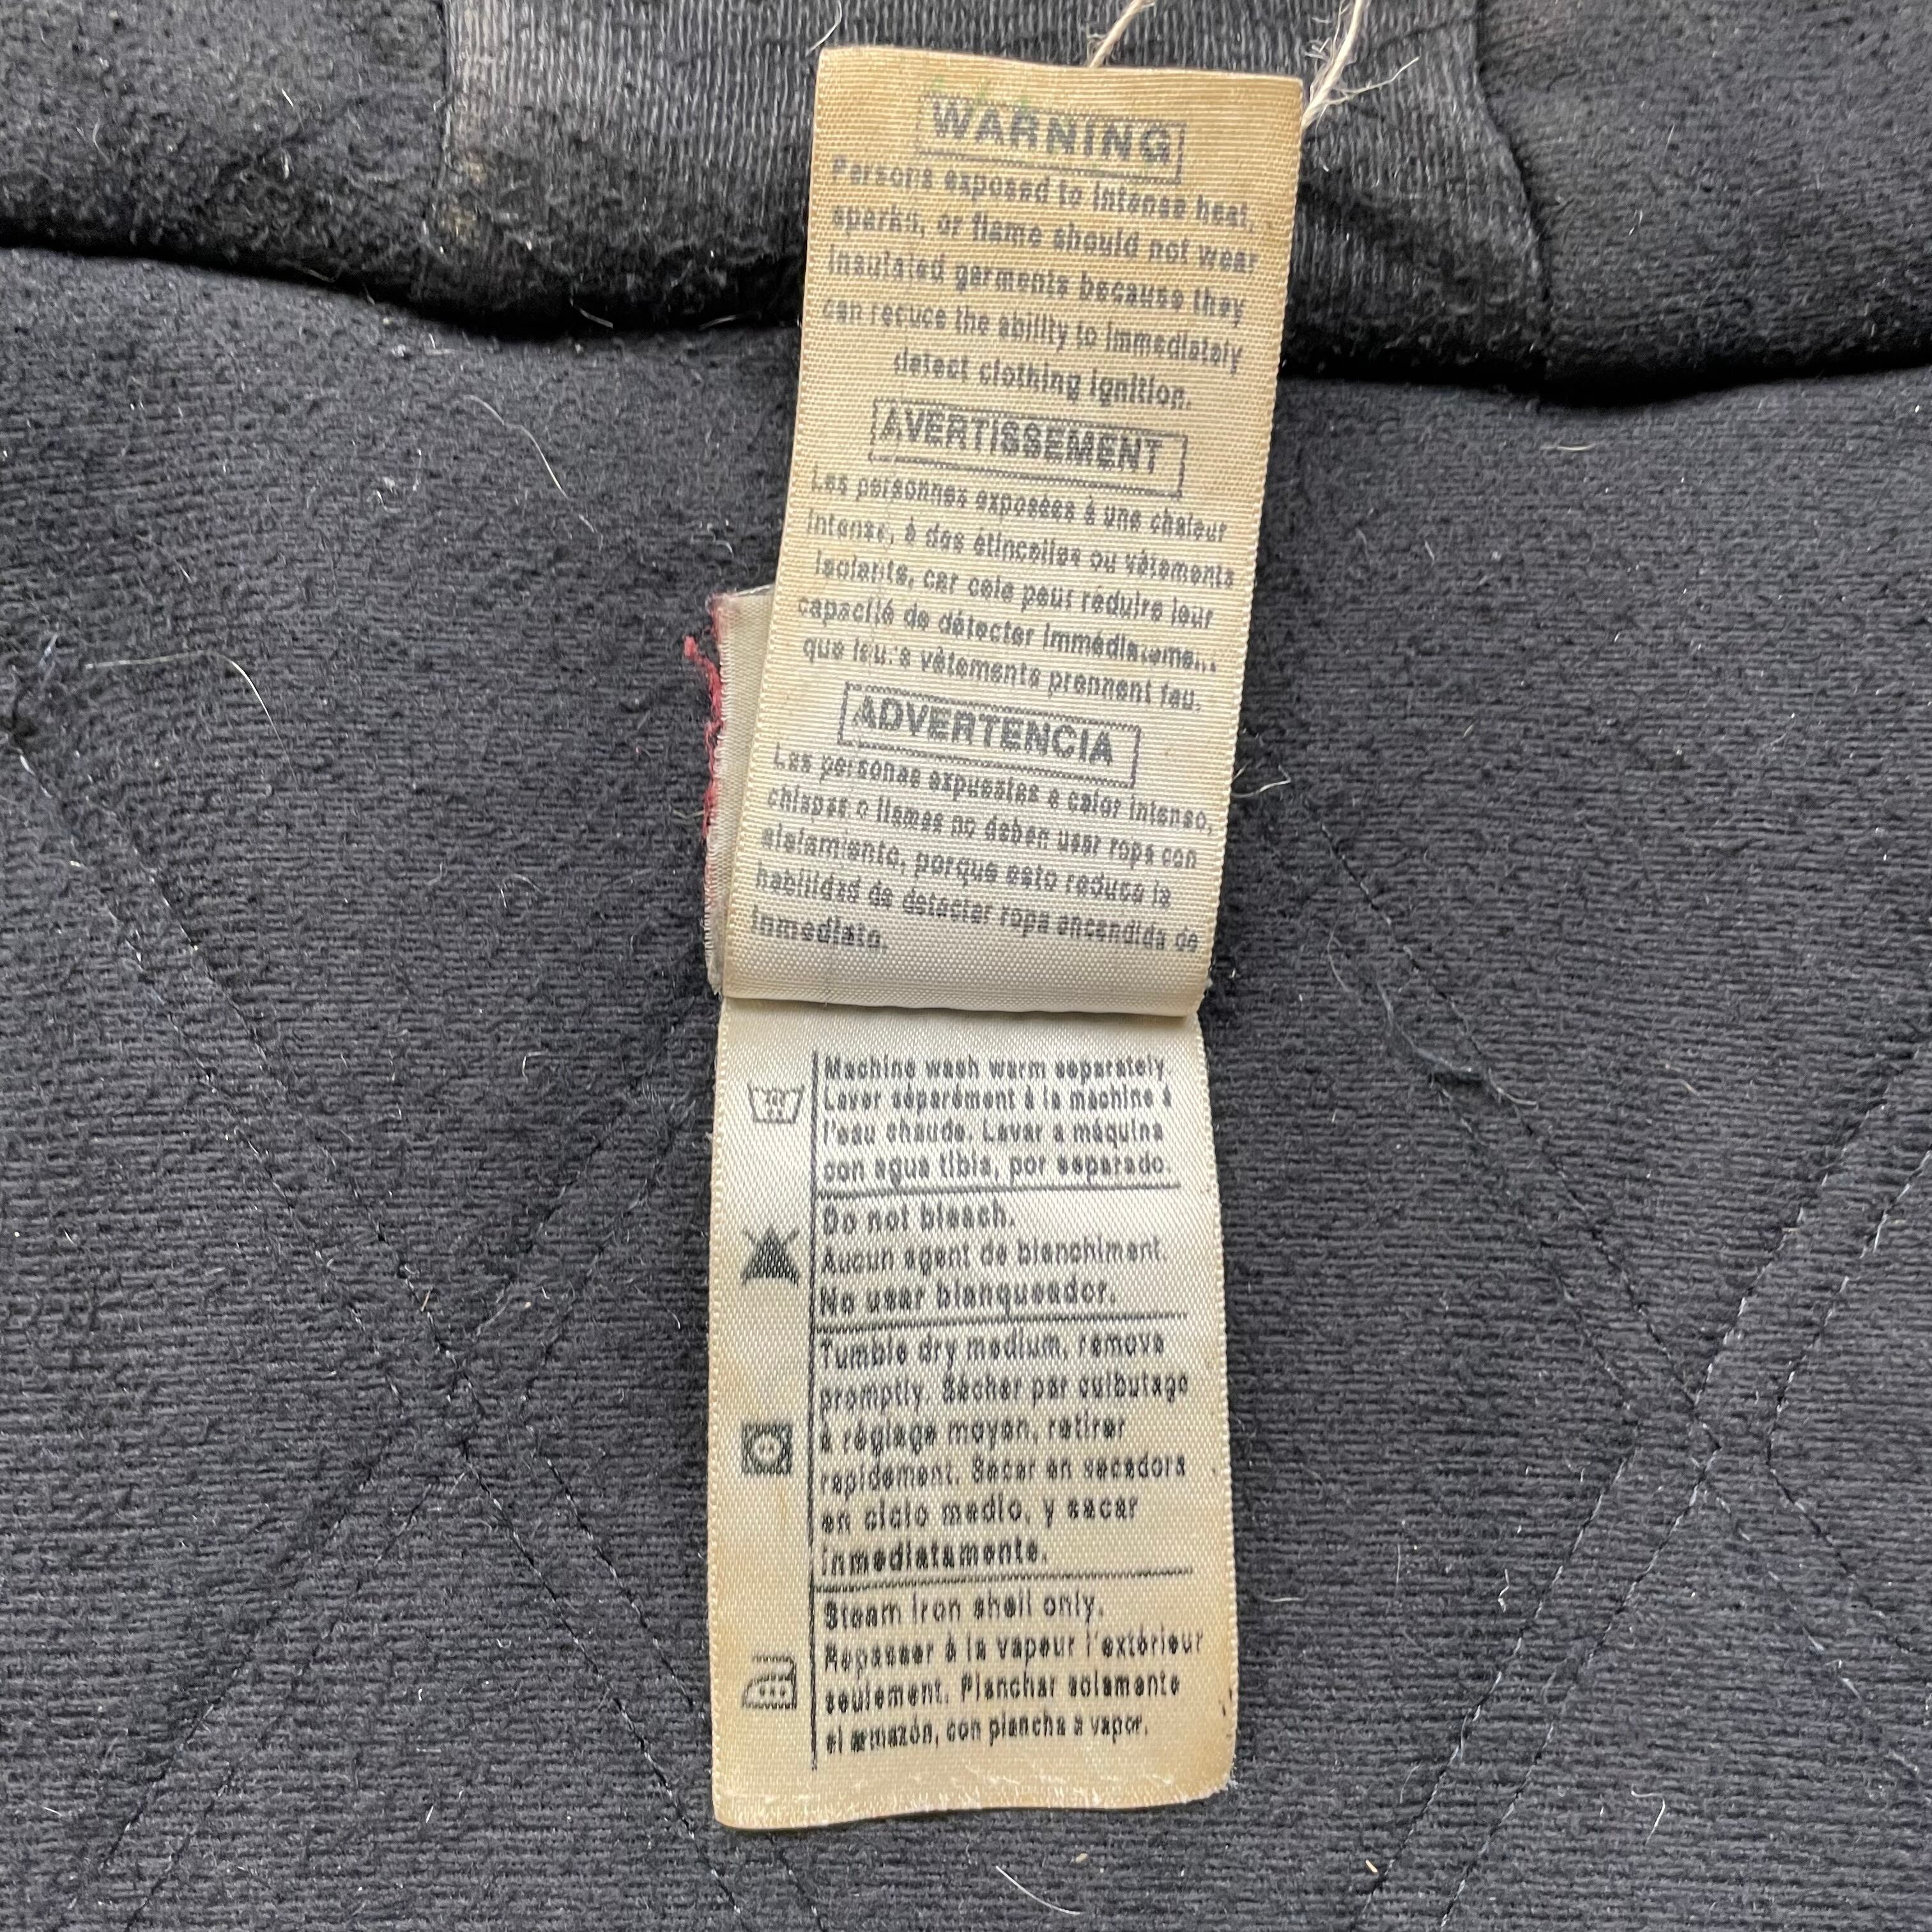 WARNING
Persons exposed to intense heat,
sparks, or flame should not wear
insulated garments because they
can reduce the ability to immediately
detect clothing ignition.
AVERTISSEMENT
Les personnes exposées à une chaleur
intense, à des étincelles ou vêtements
isolants, car cela peut réduire leur
capacité de détecter immédiatement
que leurs vêtements prennent feu.
ADVERTENCIA
Las personas expuestas a calor intenso,
chispas o llamas no deben usar ropa con
aislamiento, porque esto reduce la
habilidad de detectar ropa encendida de
inmediato.
Machine wash warm separately
Laver séparément à la machine à
l'eau chaude. Lavar a máquina
con agua tibia, por separado.
Do not bleach.
Aucun agent de blanchiment.
No usar blanqueador.
Tumble dry medium, remove
promptly. Sécher par culbutage
à réglage moyen, retirer
rapidement. Secar en secadora
en ciclo medio, y sacar
inmediatamente.
Steam iron shell only.
Repasser à la vapeur l'extérieur
seulement. Planchar solamente
el armazón, con plancha a vapor.